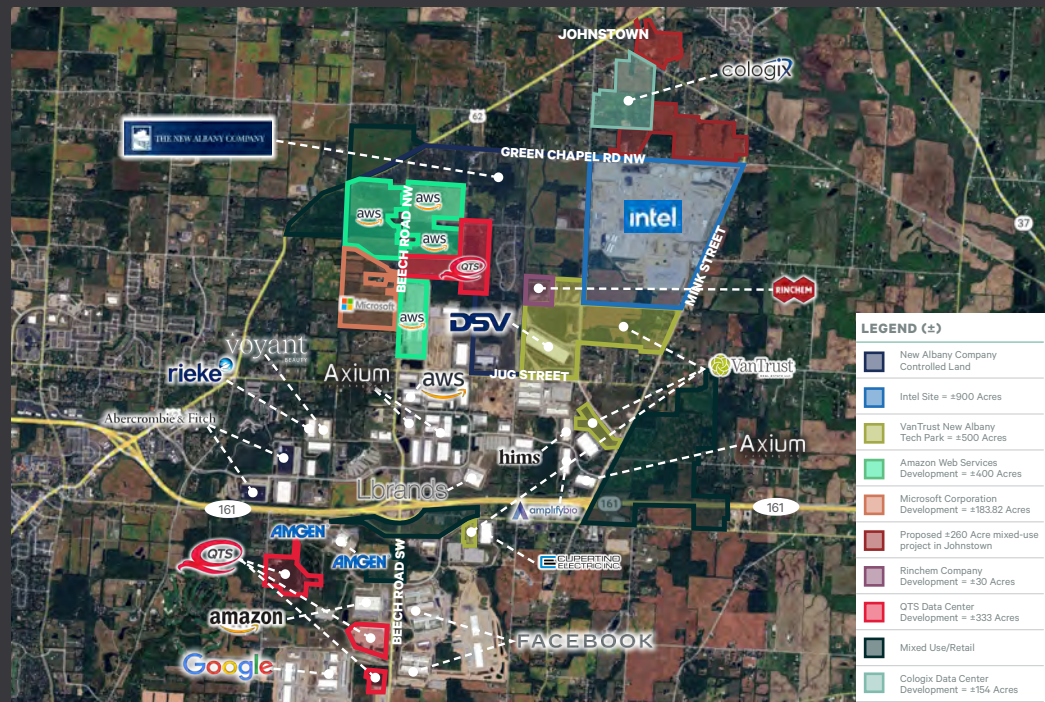 JOHNSTOWN
cologix
62
THE NEW ALBANY COMPANY
GREEN CHAPEL RD NW
aws
aws
BEECH ROAD NW
aws
intel
37
QTS
MINK STREET
RINCHEM
Microsoft
aws
DSV
voyant
BEAUTY
rieke
Axium
aws
JUG STREET
VanTrust
Abercrombie & Fitch
hims
Axium
Lbrands
161
amplifybio
161
161
AMGEN
QTS
AMGEN
CUPERTINO
ELECTRIC INC.
BEECH ROAD SW
amazon
FACEBOOK
Google
LEGEND (±)
New Albany Company
Controlled Land
Intel Site = ±900 Acres
VanTrust New Albany
Tech Park = ±500 Acres
Amazon Web Services
Development = ±400 Acres
Microsoft Corporation
Development = ±183.82 Acres
Proposed ±260 Acre mixed-use
project in Johnstown
Rinchem Company
Development = ±30 Acres
QTS Data Center
Development = ±333 Acres
Mixed Use/Retail
Cologix Data Center
Development = ±154 Acres